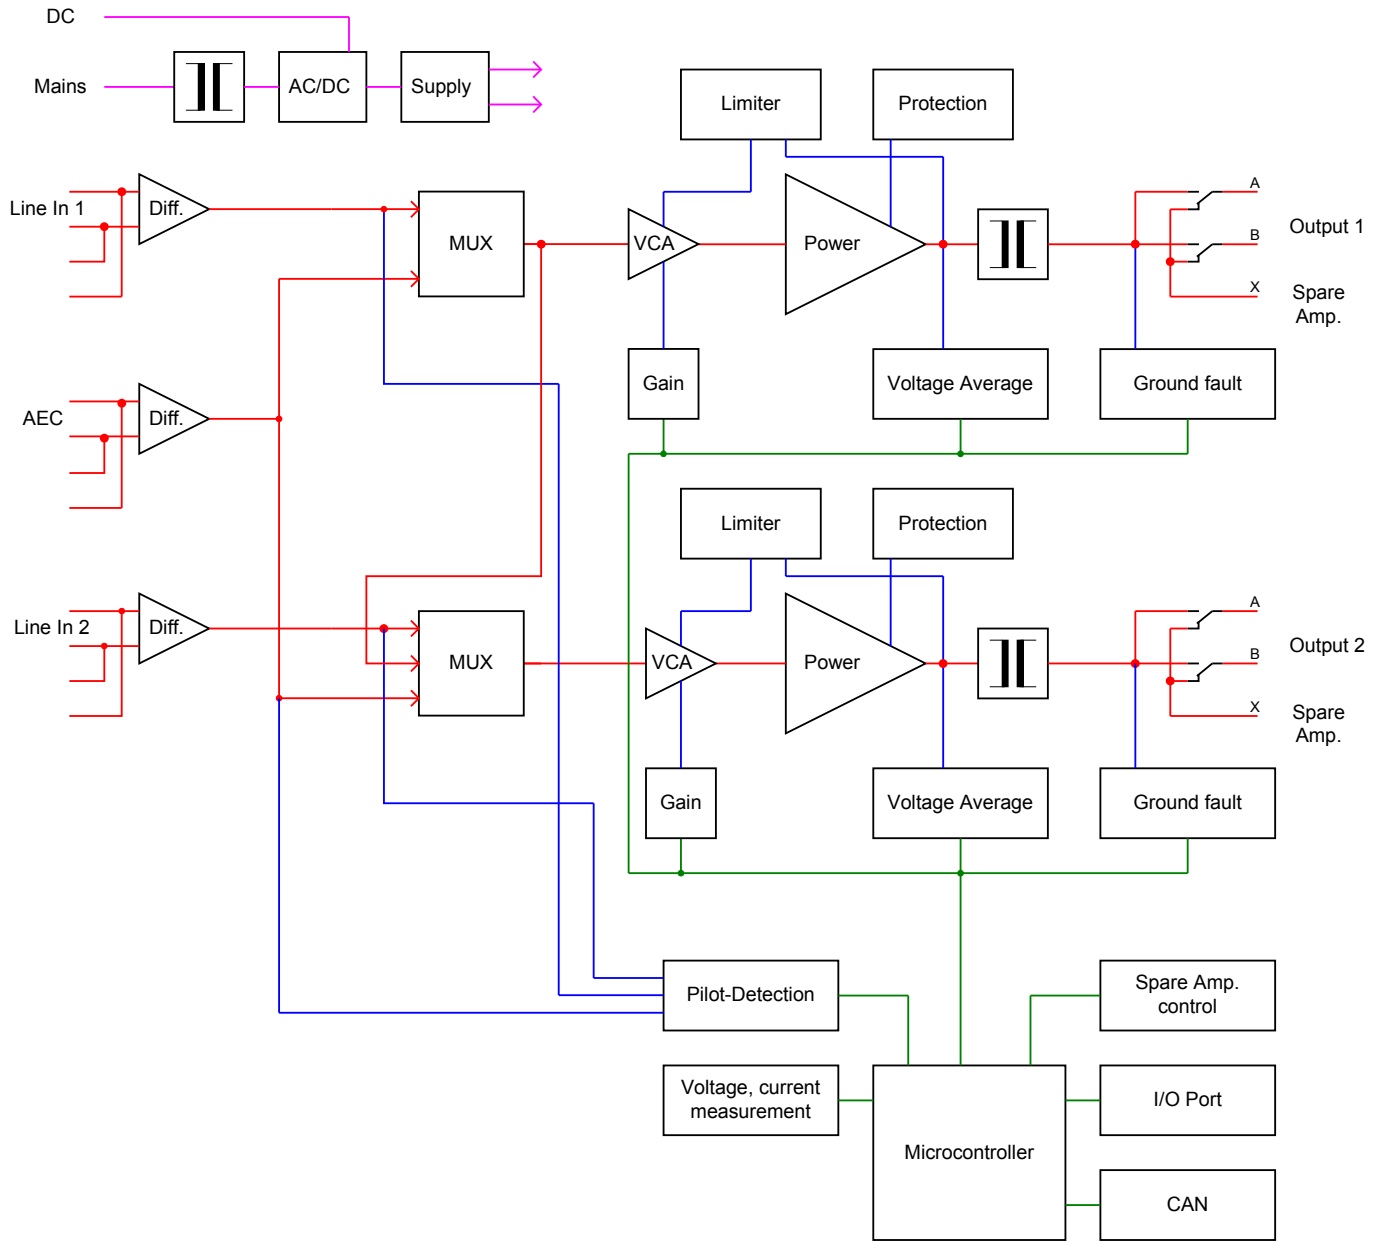 DC
Mains
AC/DC
Supply
Limiter
Protection
Line In 1
Diff.
MUX
VCA
Power
A
B
X
Output 1
Spare
Amp.
Gain
Voltage Average
Ground fault
AEC
Diff.
Limiter
Protection
Line In 2
Diff.
MUX
VCA
Power
A
B
X
Output 2
Spare
Amp.
Gain
Voltage Average
Ground fault
Pilot-Detection
Spare Amp.
control
Voltage, current
measurement
Microcontroller
I/O Port
CAN